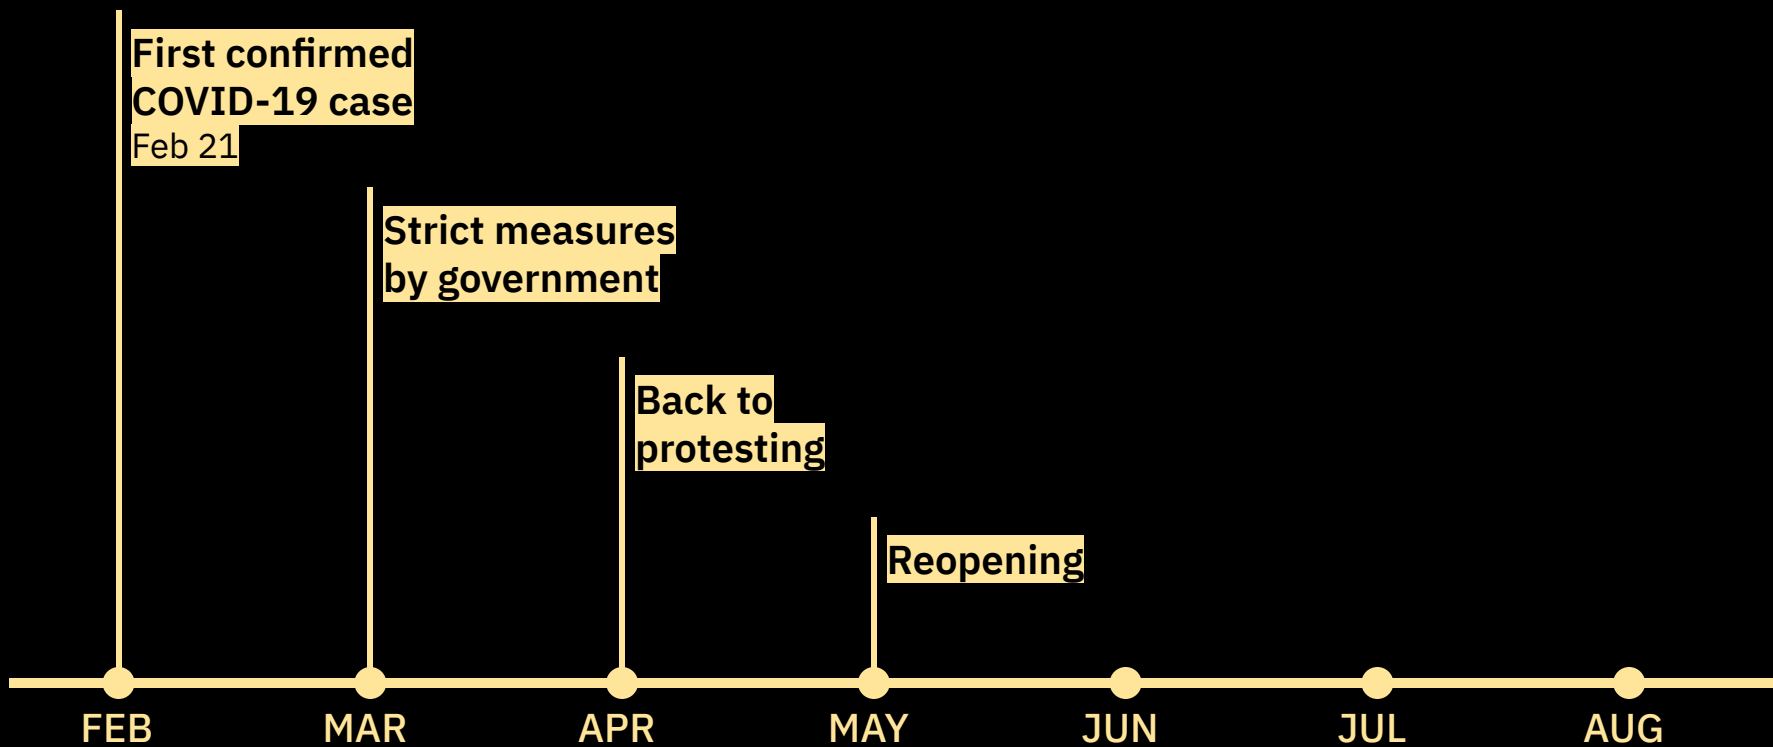 First confirmed
COVID-19 case
Feb 21
Strict measures
by government
Back to
protesting
Reopening
FEB
MAR
APR
MAY
JUN
JUL
AUG